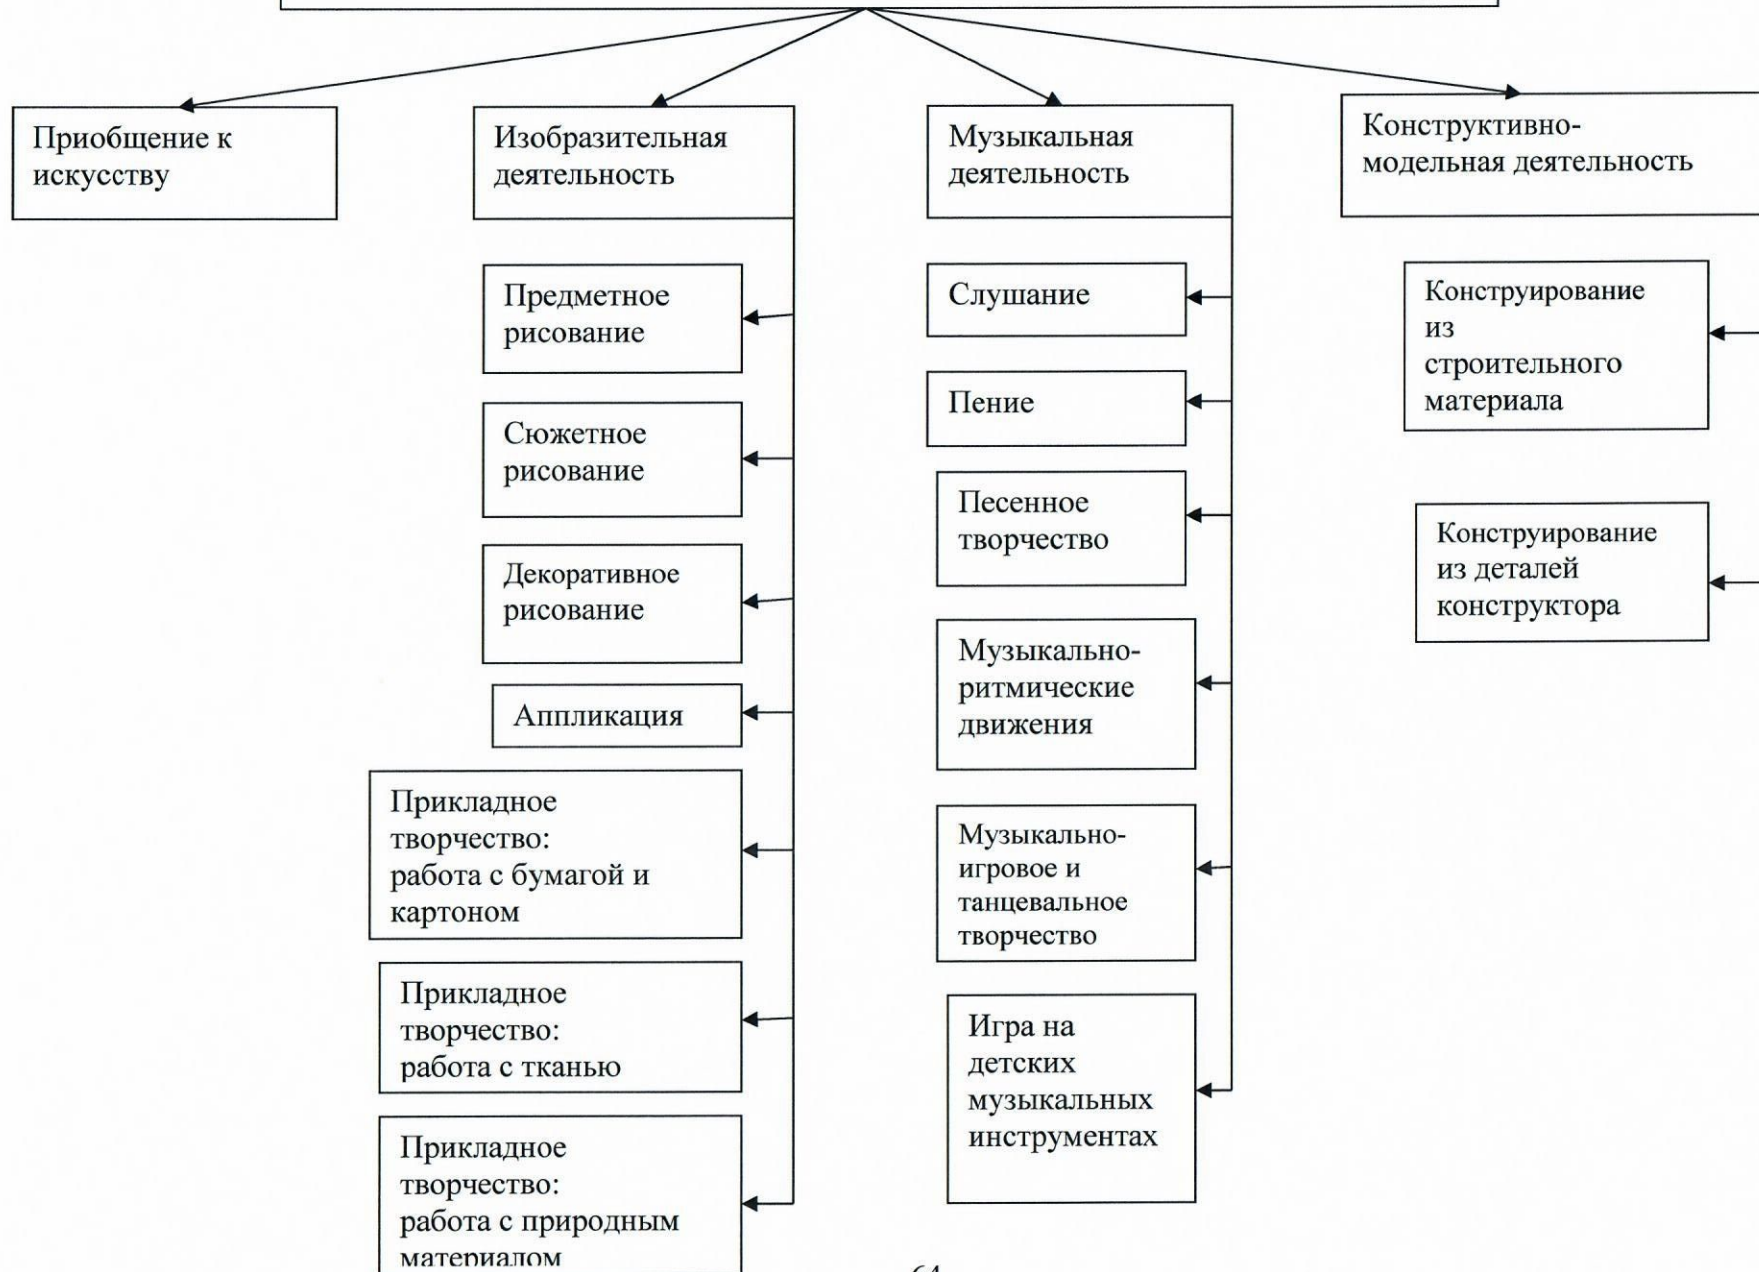 Приобщение к
искусству
Изобразительная
деятельность
Музыкальная
деятельность
Конструктивно-
модельная деятельность
Предметное
рисование
Сюжетное
рисование
Декоративное
рисование
Аппликация
Прикладное
творчество:
работа с бумагой и
картоном
Прикладное
творчество:
работа с тканью
Прикладное
творчество:
работа с природным
материалом
Слушание
Пение
Песенное
творчество
Музыкально-
ритмические
движения
Музыкально-
игровое и
танцевальное
творчество
Игра на
детских
музыкальных
инструментах
Конструирование
из
строительного
материала
Конструирование
из деталей
конструктора
64